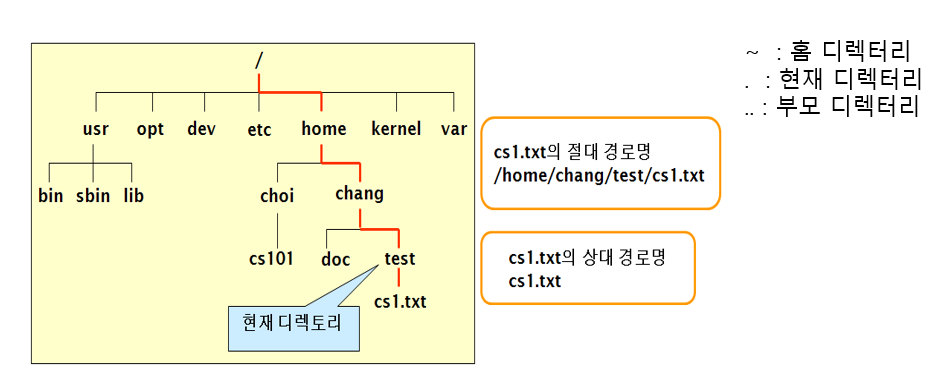 /
usr opt dev etc home kernel var
bin sbin lib choi chang
cs101 doc test
cs1.txt
현재 디렉토리
~ : 홈 디렉터리
. : 현재 디렉터리
.. : 부모 디렉터리
cs1.txt의 절대 경로명
/home/chang/test/cs1.txt
cs1.txt의 상대 경로명
cs1.txt